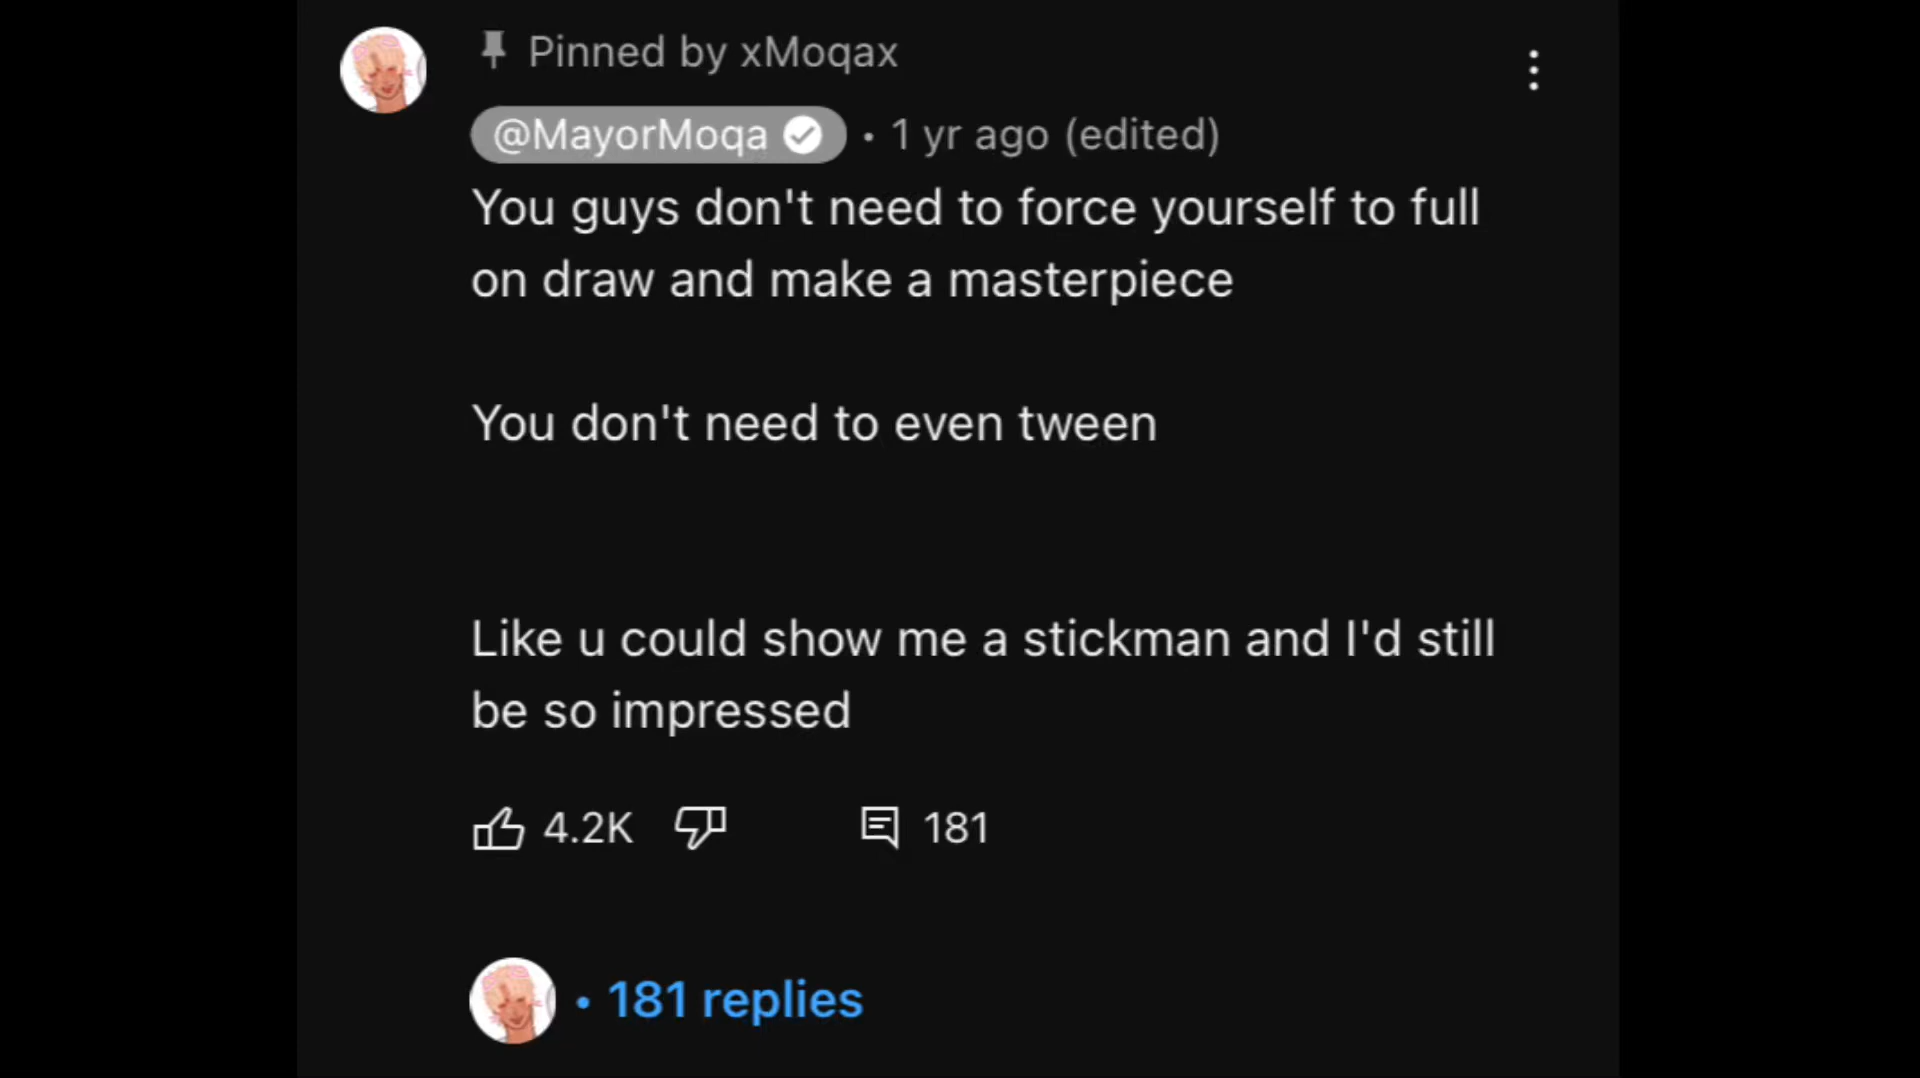 Pinned by xMoqax
@MayorMoqa • 1 yr ago (edited)
You guys don't need to force yourself to full
on draw and make a masterpiece
You don't need to even tween
Like u could show me a stickman and I'd still
be so impressed
4.2K 181
• 181 replies